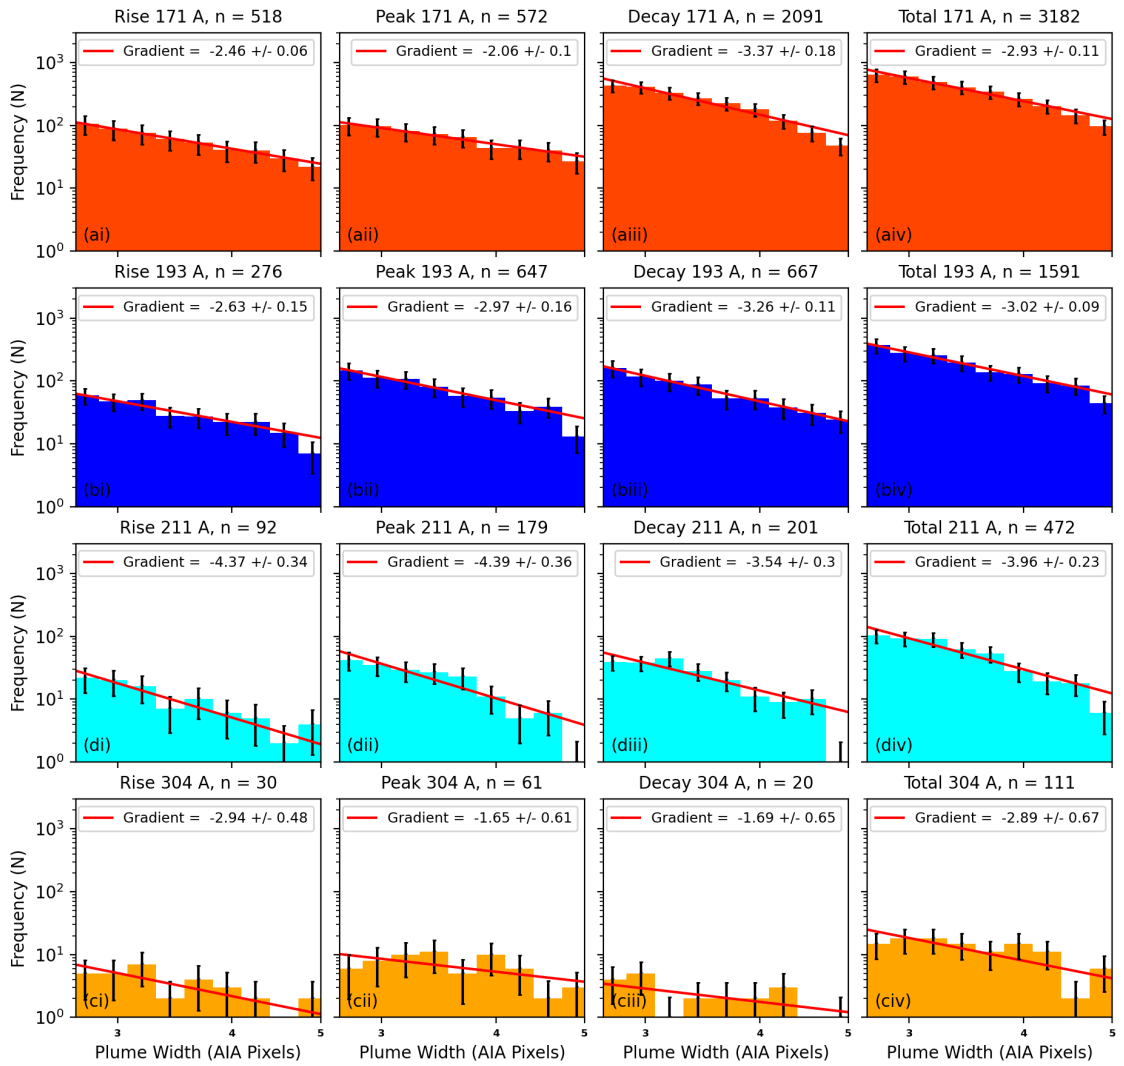 Rise 171 A, n = 518
Peak 171 A, n = 572
Decay 171 A, n = 2091
Total 171 A, n = 3182
Gradient = -2.46 +/- 0.06
Gradient = -2.06 +/- 0.1
Gradient = -3.37 +/- 0.18
Gradient = -2.93 +/- 0.11
Frequency (N)
10³
10²
10¹
10⁰
(ai)
(aii)
(aiii)
(aiv)
Rise 193 A, n = 276
Peak 193 A, n = 647
Decay 193 A, n = 667
Total 193 A, n = 1591
Gradient = -2.63 +/- 0.15
Gradient = -2.97 +/- 0.16
Gradient = -3.26 +/- 0.11
Gradient = -3.02 +/- 0.09
Frequency (N)
10³
10²
10¹
10⁰
(bi)
(bii)
(biii)
(biv)
Rise 211 A, n = 92
Peak 211 A, n = 179
Decay 211 A, n = 201
Total 211 A, n = 472
Gradient = -4.37 +/- 0.34
Gradient = -4.39 +/- 0.36
Gradient = -3.54 +/- 0.3
Gradient = -3.96 +/- 0.23
Frequency (N)
10³
10²
10¹
10⁰
(di)
(dii)
(diii)
(div)
Rise 304 A, n = 30
Peak 304 A, n = 61
Decay 304 A, n = 20
Total 304 A, n = 111
Gradient = -2.94 +/- 0.48
Gradient = -1.65 +/- 0.61
Gradient = -1.69 +/- 0.65
Gradient = -2.89 +/- 0.67
Frequency (N)
10³
10²
10¹
10⁰
(ci)
(cii)
(ciii)
(civ)
3 4 5
3 4 5
3 4 5
3 4 5
Plume Width (AIA Pixels)
Plume Width (AIA Pixels)
Plume Width (AIA Pixels)
Plume Width (AIA Pixels)